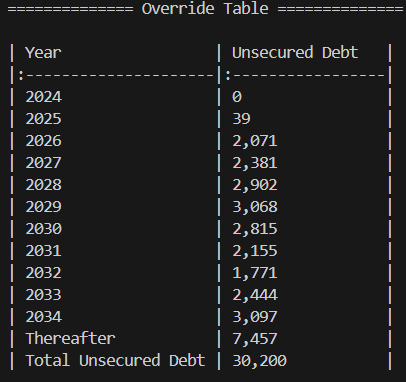 ============== Override Table ==============
| Year                | Unsecured Debt  |
|:--------------------|:----------------|
| 2024                | 0               |
| 2025                | 39              |
| 2026                | 2,071           |
| 2027                | 2,381           |
| 2028                | 2,902           |
| 2029                | 3,068           |
| 2030                | 2,815           |
| 2031                | 2,155           |
| 2032                | 1,771           |
| 2033                | 2,444           |
| 2034                | 3,097           |
| Thereafter          | 7,457           |
| Total Unsecured Debt | 30,200          |